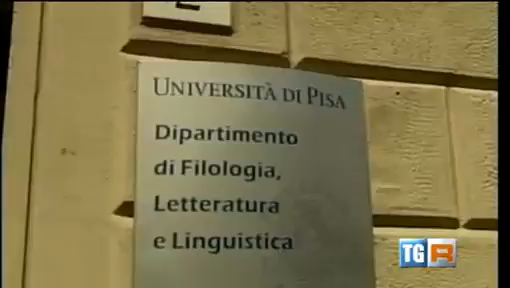 UNIVERSITÀ DI PISA
Dipartimento
di Filologia,
Letteratura
e Linguistica
TGR